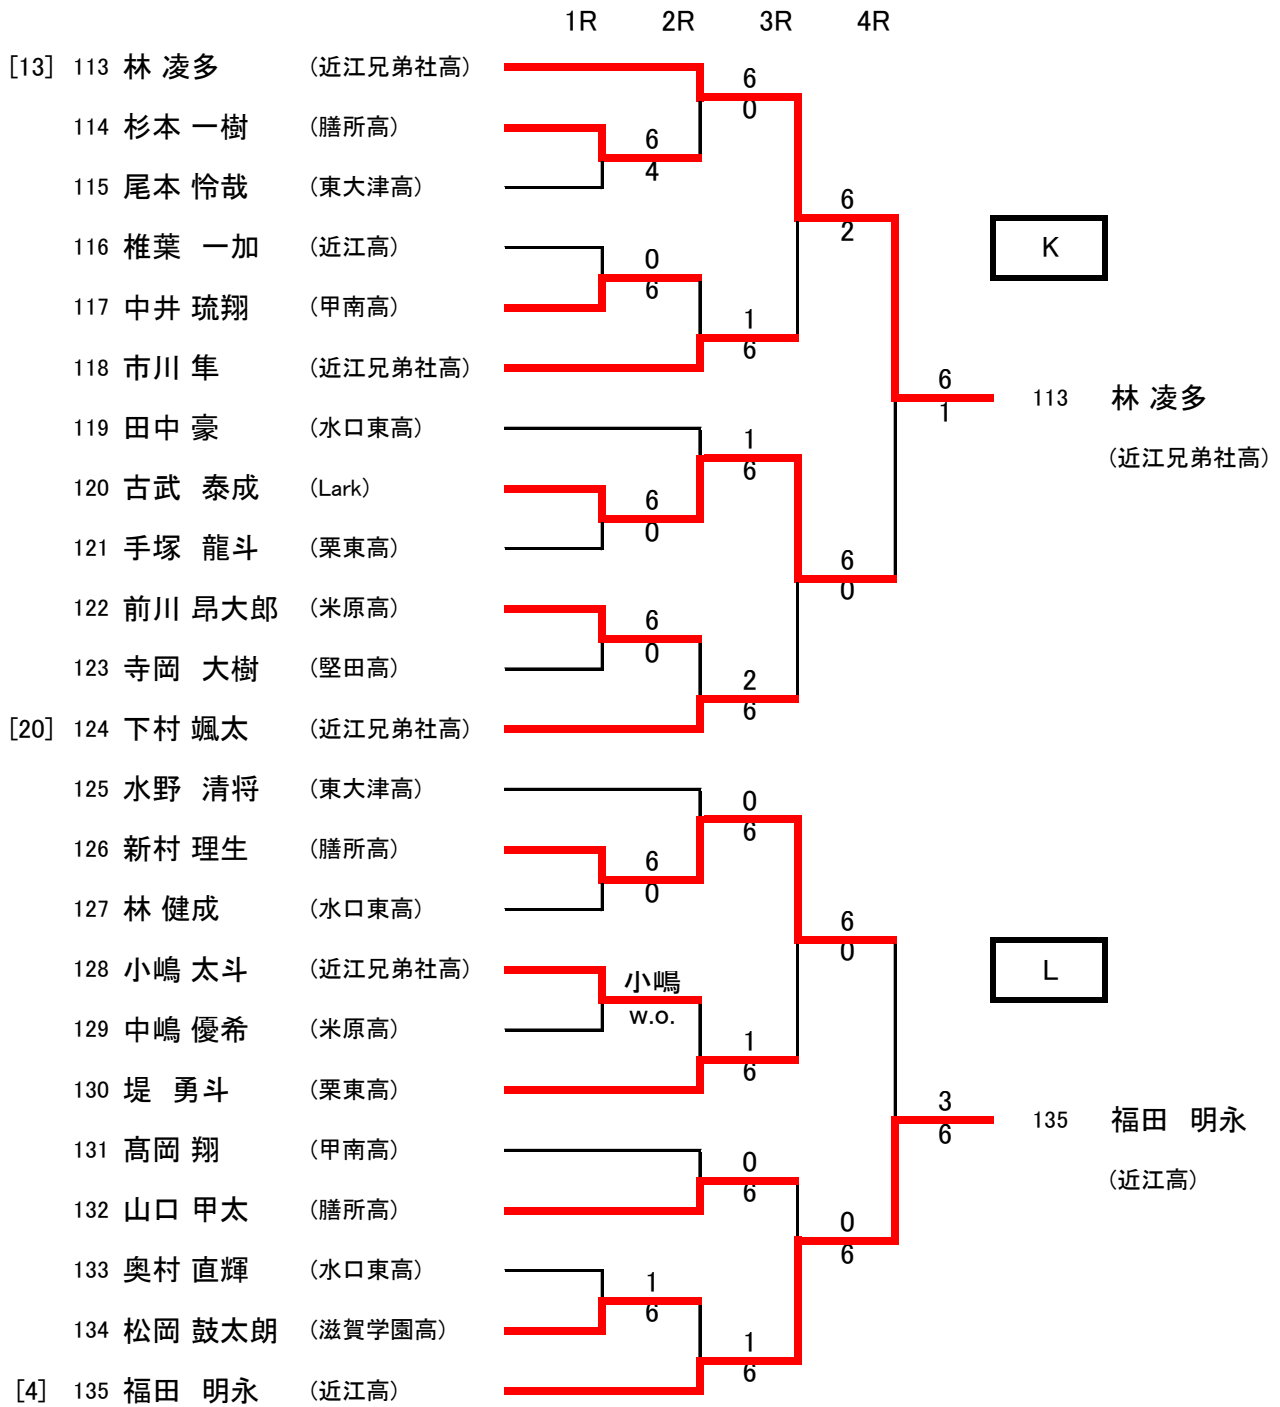 1R 2R 3R 4R
[13] 113 林 凌多 (近江兄弟社高)
6
0
114 杉本 一樹 (膳所高)
6
4
115 尾本 怜哉 (東大津高)
6
2
116 椎葉 一加 (近江高)
K
0
6
117 中井 琉翔 (甲南高)
1
6
118 市川 隼 (近江兄弟社高)
6
1
113 林 凌多
(近江兄弟社高)
119 田中 豪 (水口東高)
1
6
120 古武 泰成 (Lark)
6
0
121 手塚 龍斗 (栗東高)
6
0
122 前川 昂大郎 (米原高)
6
0
123 寺岡 大樹 (堅田高)
2
6
[20] 124 下村 颯太 (近江兄弟社高)
125 水野 清将 (東大津高)
0
6
126 新村 理生 (膳所高)
6
0
127 林 健成 (水口東高)
6
0
128 小嶋 太斗 (近江兄弟社高)
L
小嶋
w.o.
129 中嶋 優希 (米原高)
1
6
130 堤 勇斗 (栗東高)
3
6
135 福田 明永
(近江高)
131 髙岡 翔 (甲南高)
0
6
132 山口 甲太 (膳所高)
0
6
133 奥村 直輝 (水口東高)
1
6
134 松岡 鼓太朗 (滋賀学園高)
1
6
[4] 135 福田 明永 (近江高)